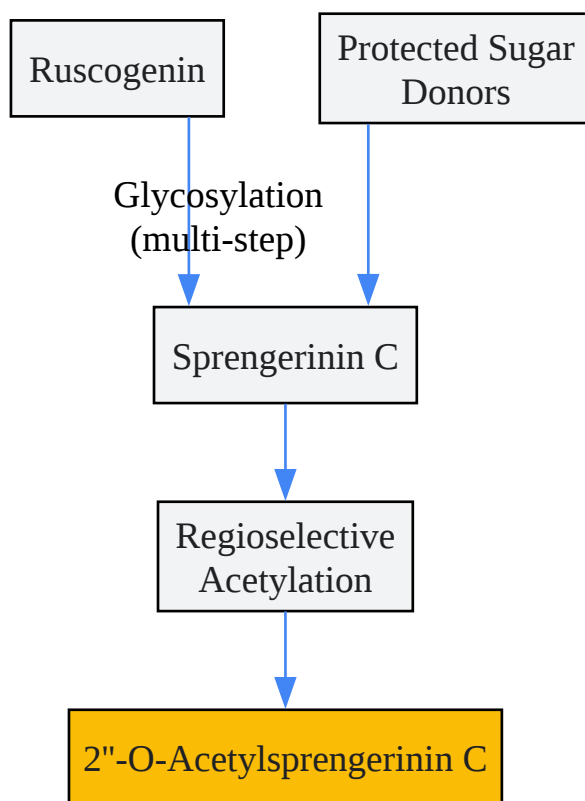 Ruscogenin
Protected Sugar
Donors
Glycosylation
(multi-step)
Sprengerinin C
Regioselective
Acetylation
2"-O-Acetylsprengerinin C